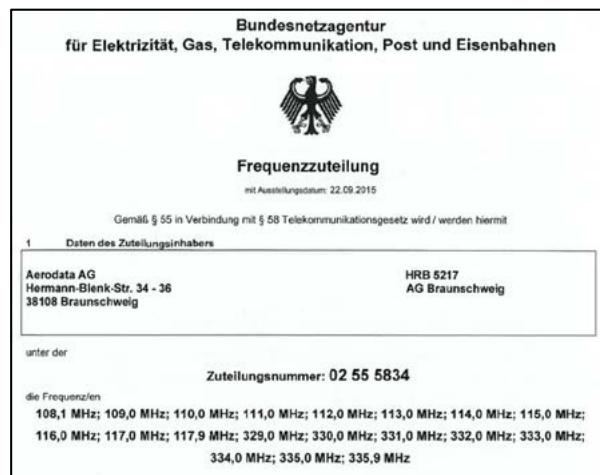 Bundesnetzagentur
für Elektrizität, Gas, Telekommunikation, Post und Eisenbahnen
Frequenzzuteilung
mit Ausstellungsdatum: 22.09.2015
Gemäß § 55 in Verbindung mit § 58 Telekommunikationsgesetz wird / werden hiermit
1 Daten des Zuteilungsinhabers
Aerodata AG HRB 5217
Hermann-Blenk-Str. 34 - 36 AG Braunschweig
38108 Braunschweig
unter der
Zuteilungsnummer: 02 55 5834
die Frequenz/en
108,1 MHz; 109,0 MHz; 110,0 MHz; 111,0 MHz; 112,0 MHz; 113,0 MHz; 114,0 MHz; 115,0 MHz;
116,0 MHz; 117,0 MHz; 117,9 MHz; 329,0 MHz; 330,0 MHz; 331,0 MHz; 332,0 MHz; 333,0 MHz;
334,0 MHz; 335,0 MHz; 335,9 MHz